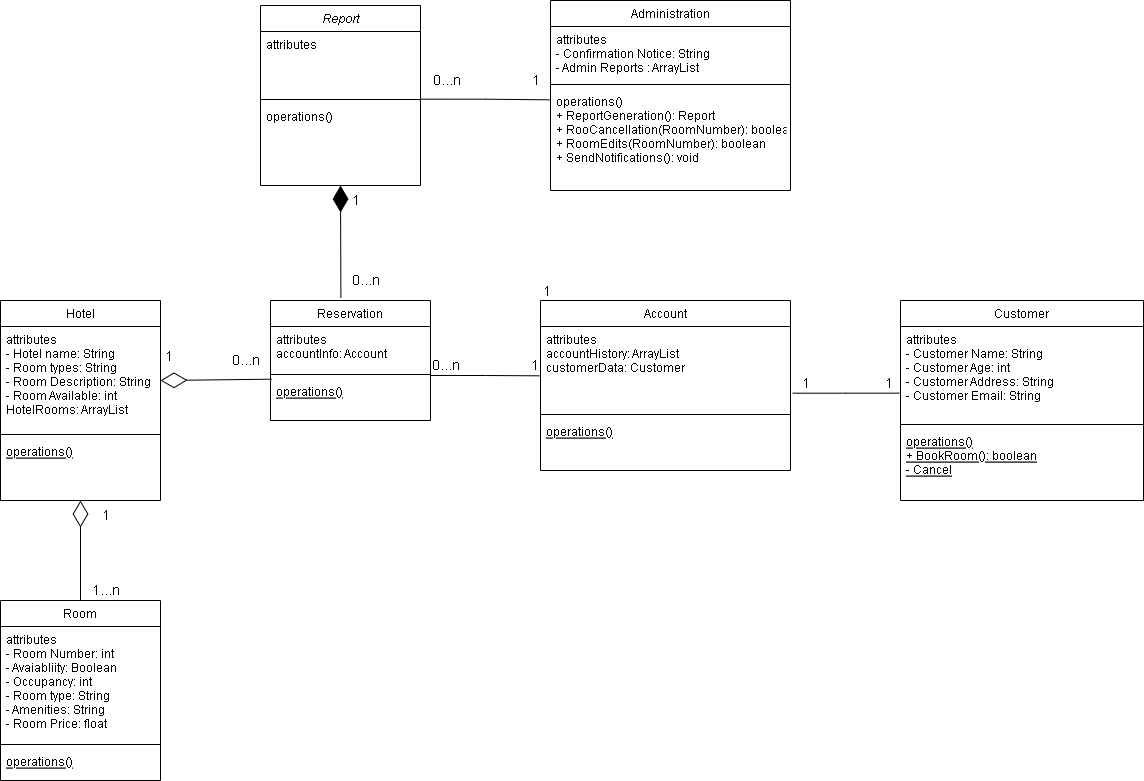 Report
attributes
operations()
0...n
1
Administration
attributes
- Confirmation Notice: String
- Admin Reports : ArrayList
operations()
+ ReportGeneration(): Report
+ RooCancellation(RoomNumber): boolea
+ RoomEdits(RoomNumber): boolean
+ SendNotifications(): void
1
0...n
Hotel
attributes
- Hotel name: String
- Room types: String
- Room Description: String
- Room Available: int
HotelRooms: ArrayList
operations()
1
0...n
Reservation
attributes
accountInfo: Account
operations()
0...n
1
1
Account
attributes
accountHistory: ArrayList
customerData: Customer
operations()
1
1
Customer
attributes
- Customer Name: String
- Customer Age: int
- Customer Address: String
- Customer Email: String
operations()
+ BookRoom(): boolean
- Cancel
1
1...n
Room
attributes
- Room Number: int
- Avaiabliity: Boolean
- Occupancy: int
- Room type: String
- Amenities: String
- Room Price: float
operations()